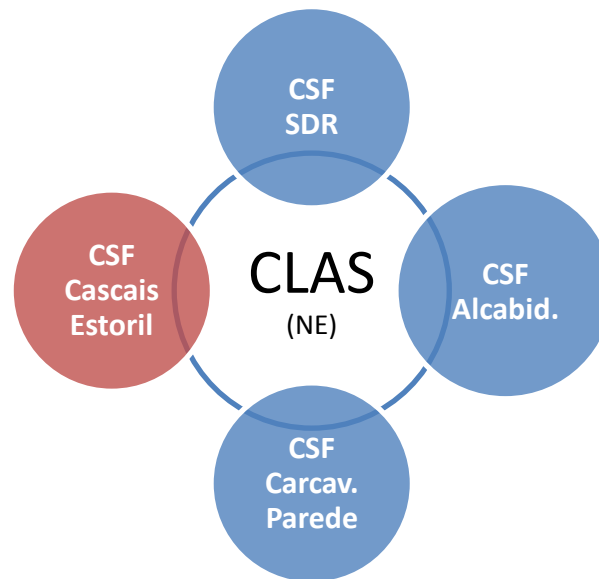 CSF
SDR
CSF
Cascais
Estoril
CLAS
(NE)
CSF
Alcabid.
CSF
Carcav.
Parede